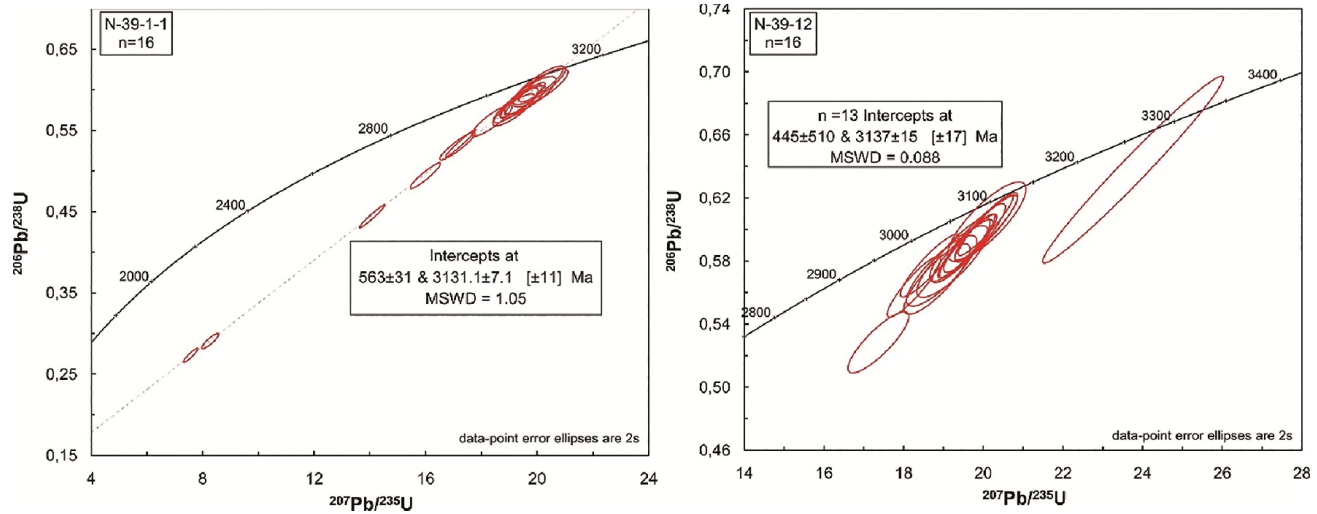 N-39-1-1
n=16
0,65
0,55
0,45
0,35
0,25
0,15
²⁰⁶Pb/²³⁸U
3200
2800
2400
2000
Intercepts at
563±31 & 3131.1±7.1 [±11] Ma
MSWD = 1.05
data-point error ellipses are 2s
4
8
12
16
20
24
²⁰⁷Pb/²³⁵U
N-39-12
n=16
0,74
0,70
0,66
0,62
0,58
0,54
0,50
0,46
²⁰⁶Pb/²³⁸U
n =13 Intercepts at
445±510 & 3137±15 [±17] Ma
MSWD = 0.088
3400
3300
3200
3100
3000
2900
2800
data-point error ellipses are 2s
14
16
18
20
22
24
26
28
²⁰⁷Pb/²³⁵U